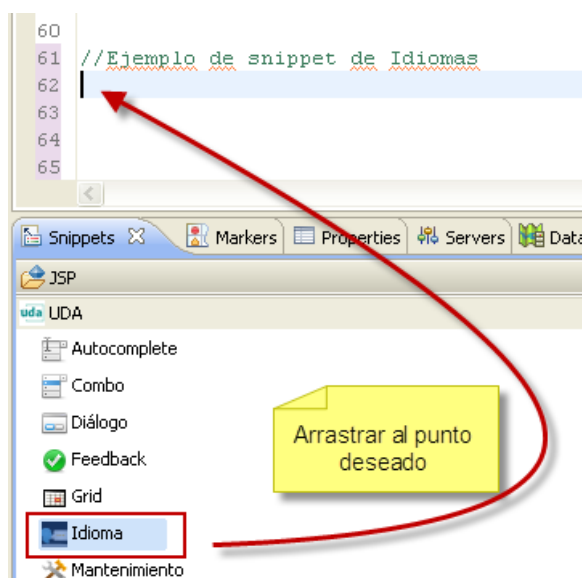 60
61 //Ejemplo de snippet de Idiomas
62
63
64
65
Snippets Markers Properties Servers Data
JSP
uda UDA
Autocomplete
Combo
Diálogo
Feedback
Grid
Idioma
Mantenimiento
Arrastrar al punto
deseado